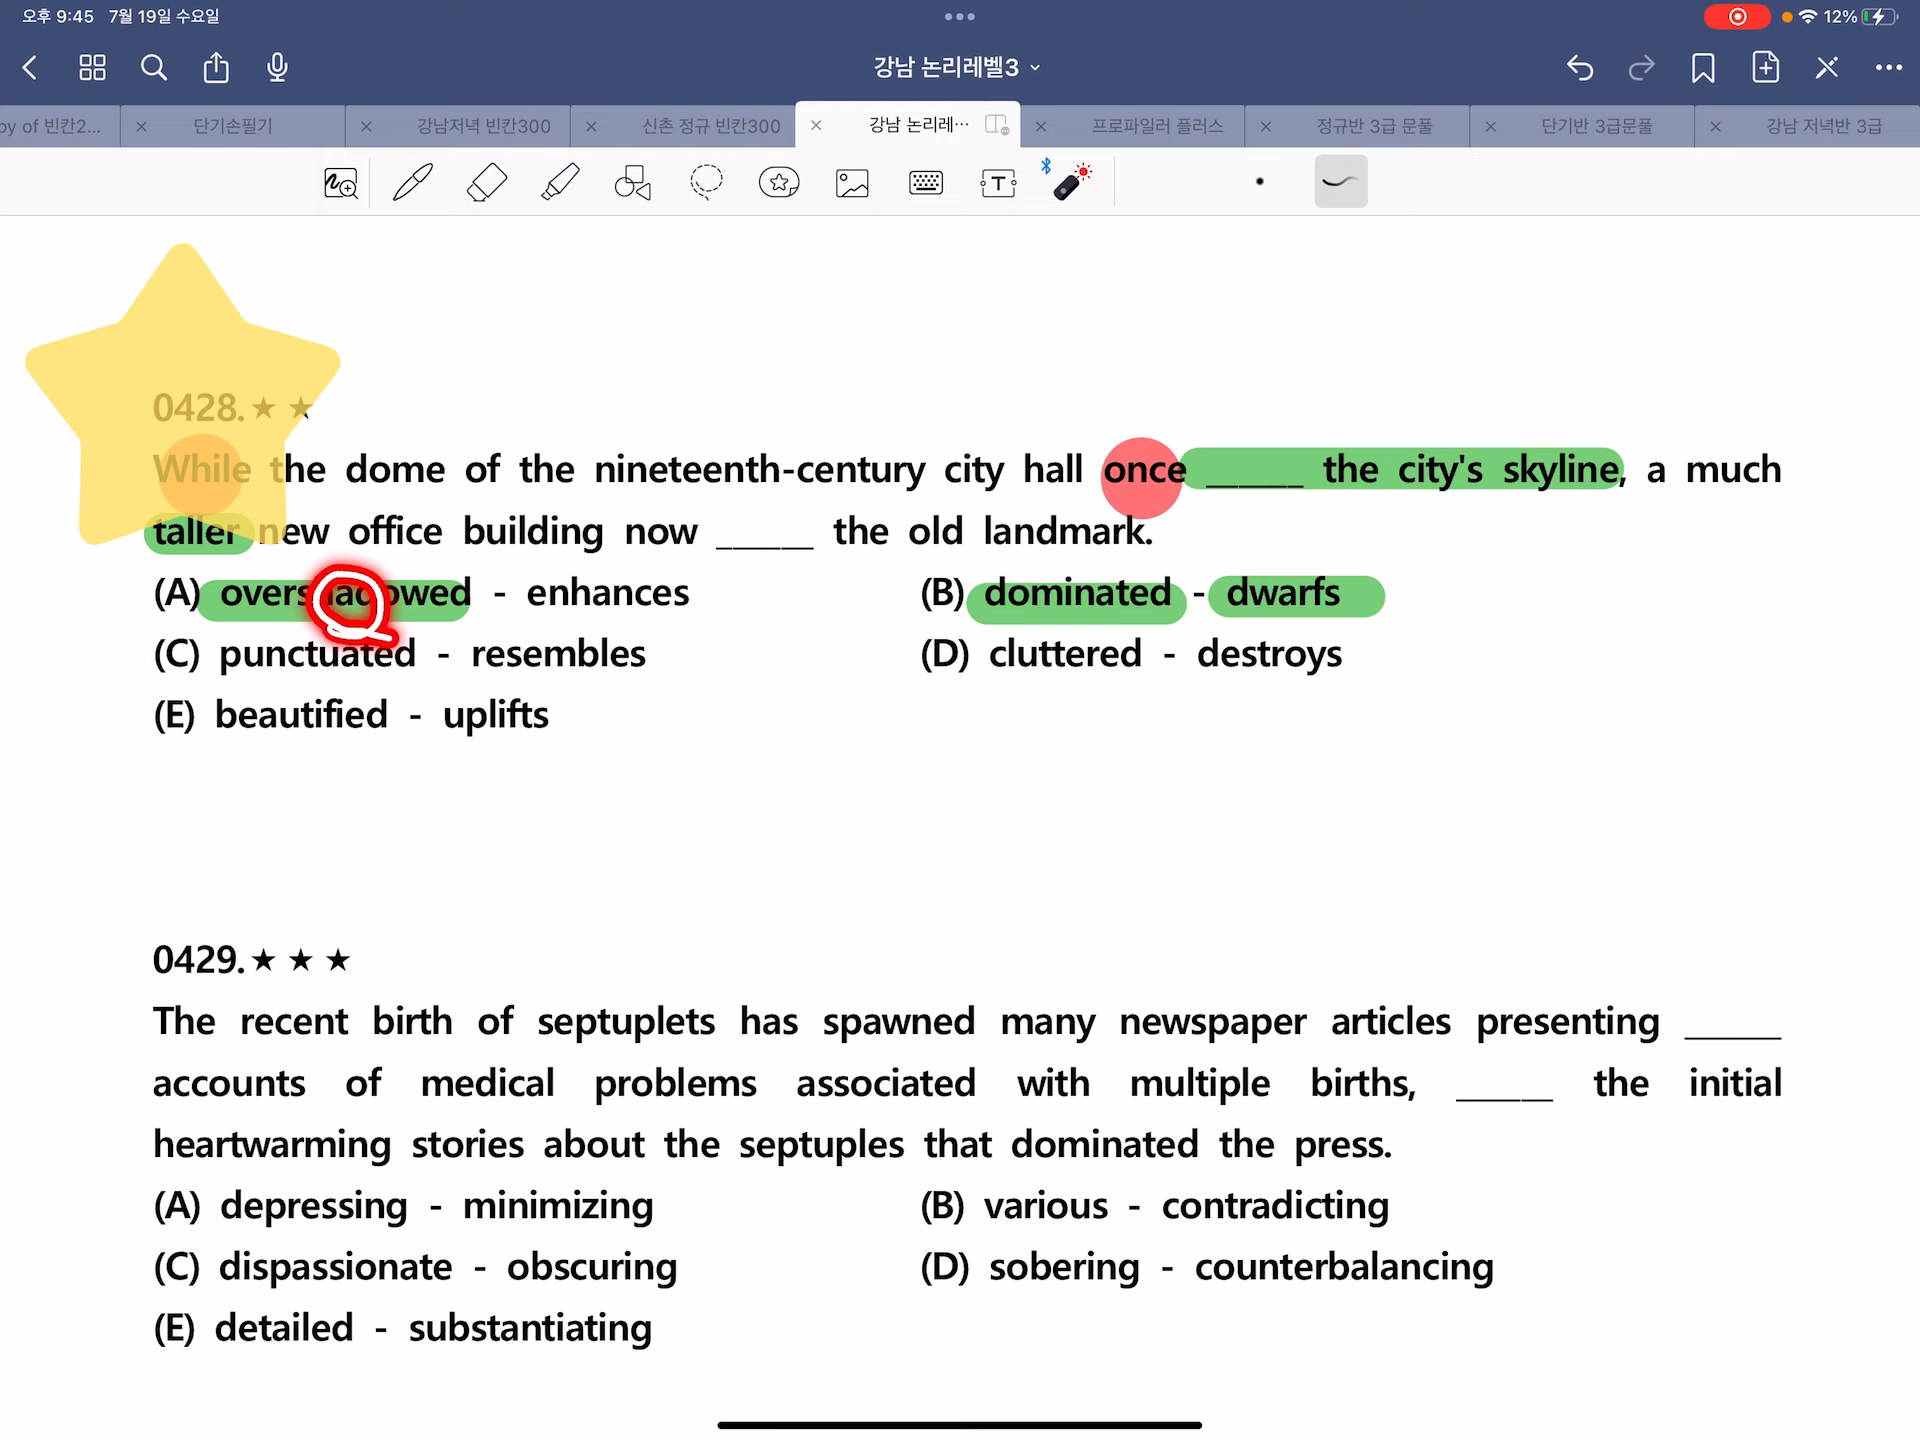 오후 9:45 7월 19일 수요일
12%
강남 논리레벨3
by of 빈칸2...
단기손필기
강남저녁 빈칸300
신촌 정규 빈칸300
강남 논리레…
프로파일러 플러스
정규반 3급 문풀
단기반 3급문풀
강남 저녁반 3급
0428.★ ★
While the dome of the nineteenth-century city hall once ______ the city's skyline, a much
taller new office building now ______ the old landmark.
(A) overshadowed - enhances (B) dominated - dwarfs
(C) punctuated - resembles (D) cluttered - destroys
(E) beautified - uplifts
0429.★ ★ ★
The recent birth of septuplets has spawned many newspaper articles presenting ______
accounts of medical problems associated with multiple births, ______ the initial
heartwarming stories about the septuples that dominated the press.
(A) depressing - minimizing (B) various - contradicting
(C) dispassionate - obscuring (D) sobering - counterbalancing
(E) detailed - substantiating